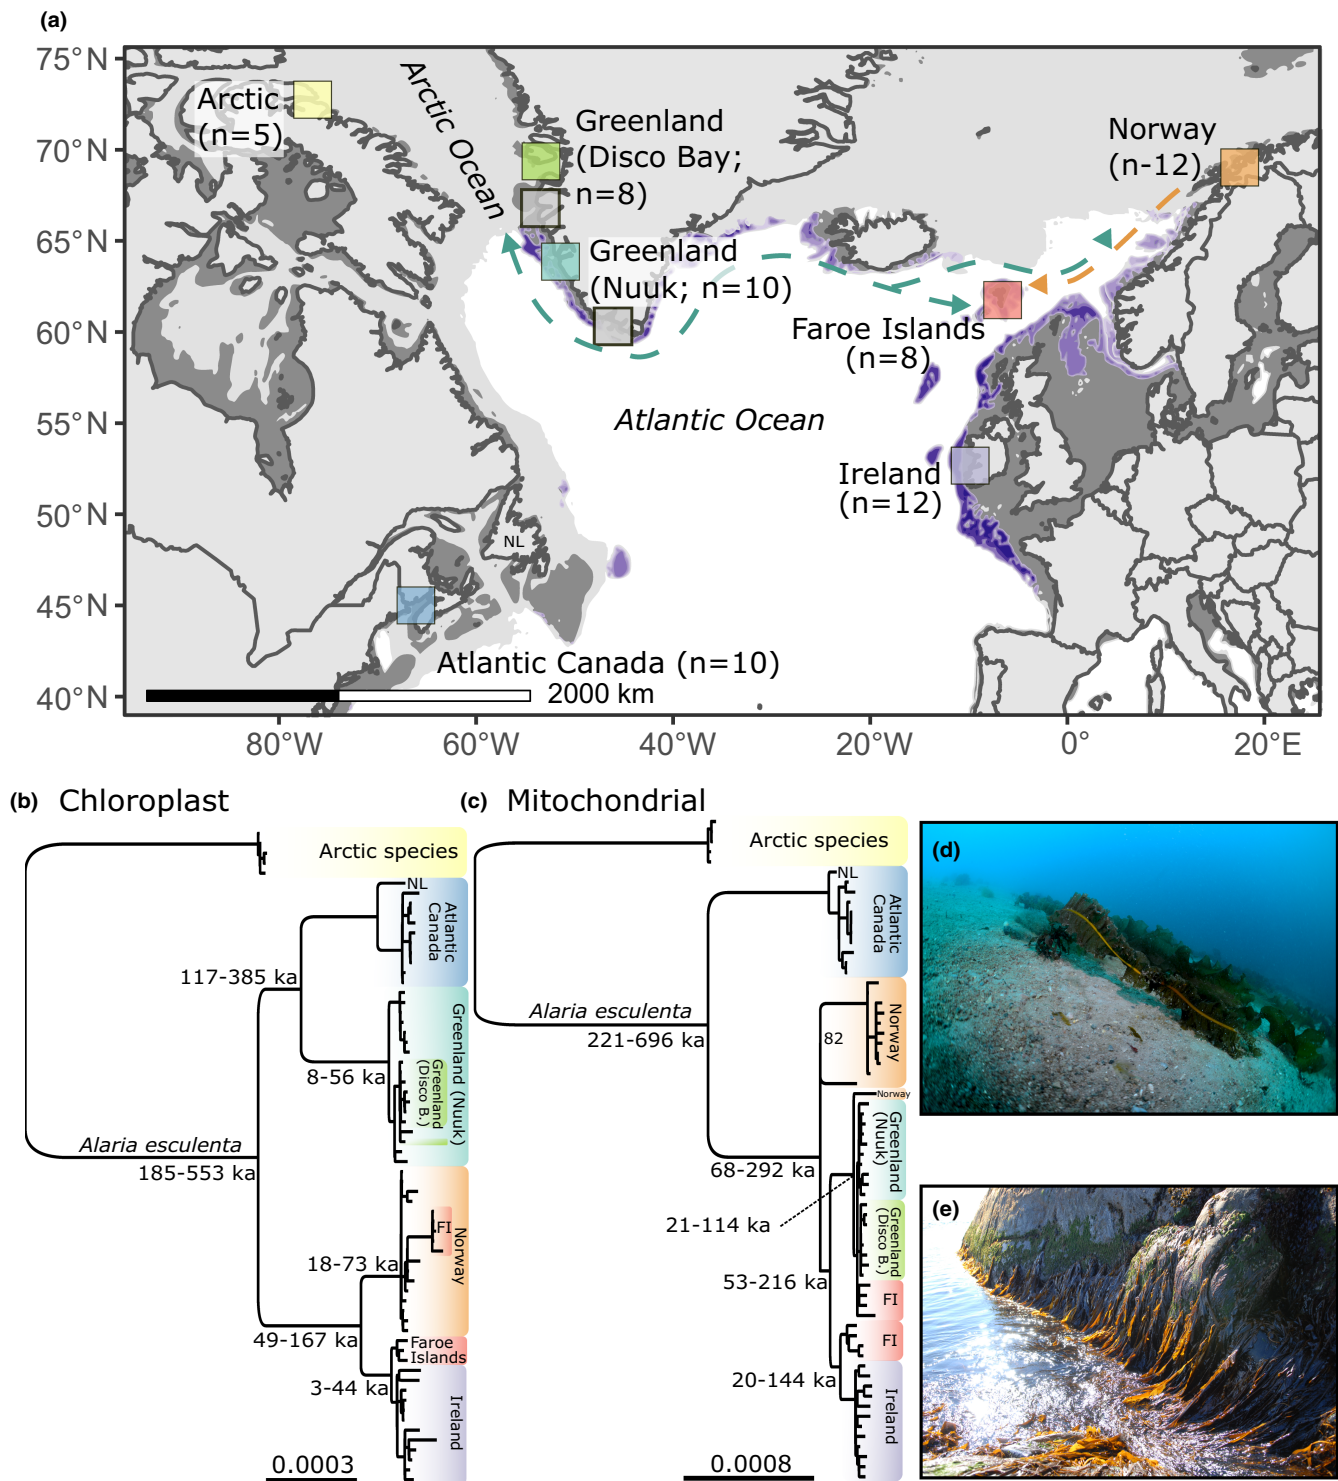 (a)
75°N
70°N
65°N
60°N
55°N
50°N
45°N
40°N
Arctic
(n=5)
Arctic Ocean
Greenland
(Disco Bay;
n=8)
Greenland
(Nuuk; n=10)
Norway
(n-12)
Faroe Islands
(n=8)
Atlantic Ocean
Ireland
(n=12)
NL
Atlantic Canada (n=10)
2000 km
80°W
60°W
40°W
20°W
0°
20°E
(b) Chloroplast
Arctic species
NL
Atlantic
Canada
117-385 ka
Greenland (Nuuk)
Greenland
(Disco B.)
8-56 ka
Alaria esculenta
185-553 ka
FI
Norway
18-73 ka
49-167 ka
Faroe
Islands
3-44 ka
Ireland
0.0003
(c) Mitochondrial
Arctic species
NL
Atlantic
Canada
Alaria esculenta
221-696 ka
82
Norway
Norway
Greenland
(Nuuk)
68-292 ka
21-114 ka
Greenland
(Disco B.)
53-216 ka
FI
FI
20-144 ka
Ireland
0.0008
(d)
(e)